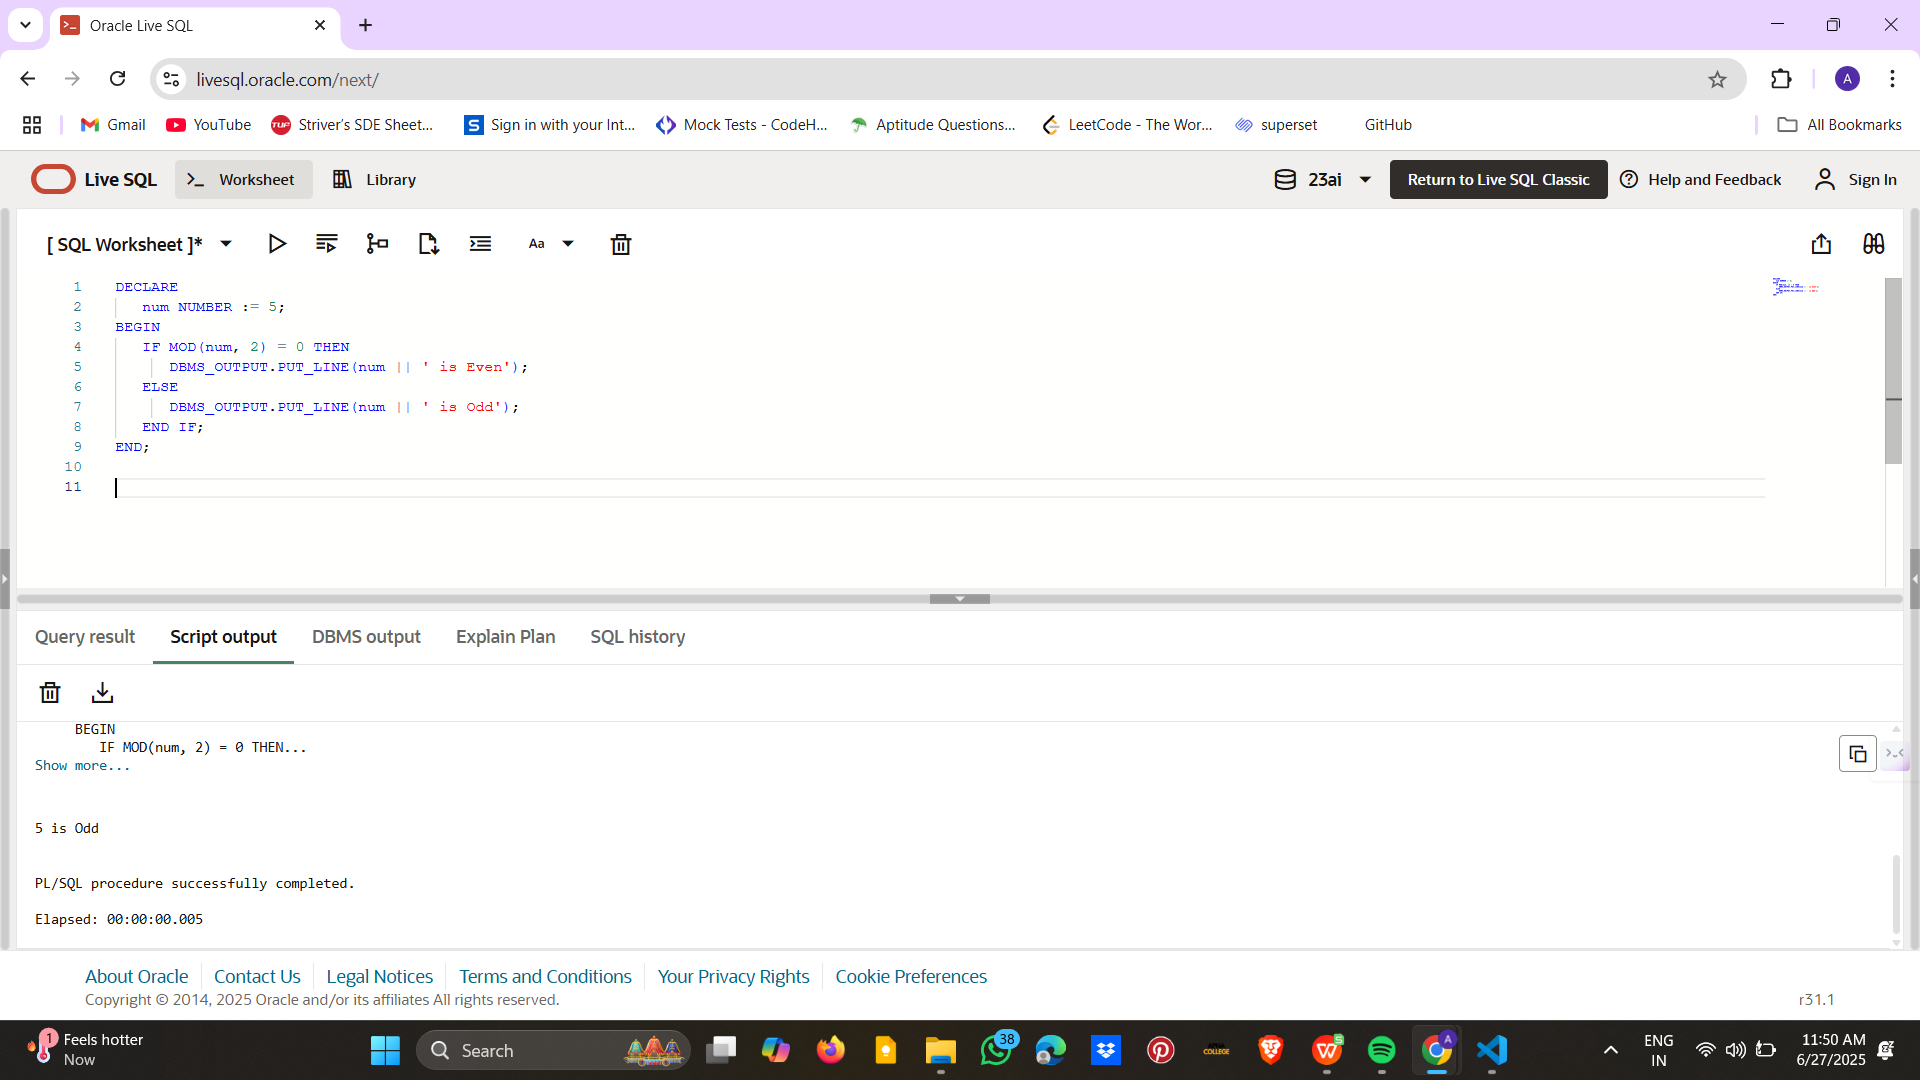 Oracle Live SQL
livesql.oracle.com/next/
A
Gmail YouTube TUF Striver's SDE Sheet... S Sign in with your Int... Mock Tests - CodeH... Aptitude Questions... LeetCode - The Wor... superset GitHub All Bookmarks
Live SQL Worksheet Library 23ai Return to Live SQL Classic Help and Feedback Sign In
[ SQL Worksheet ]* Aa
1 DECLARE
2 num NUMBER := 5;
3 BEGIN
4 IF MOD(num, 2) = 0 THEN
5 DBMS_OUTPUT.PUT_LINE(num || ' is Even');
6 ELSE
7 DBMS_OUTPUT.PUT_LINE(num || ' is Odd');
8 END IF;
9 END;
10
11
Query result Script output DBMS output Explain Plan SQL history
BEGIN
IF MOD(num, 2) = 0 THEN...
Show more...
5 is Odd
PL/SQL procedure successfully completed.
Elapsed: 00:00:00.005
About Oracle Contact Us Legal Notices Terms and Conditions Your Privacy Rights Cookie Preferences
Copyright © 2014, 2025 Oracle and/or its affiliates All rights reserved.
r31.1
1 Feels hotter
Now
Search
38
COLLEGE
W S
A
ENG
IN
11:50 AM
6/27/2025